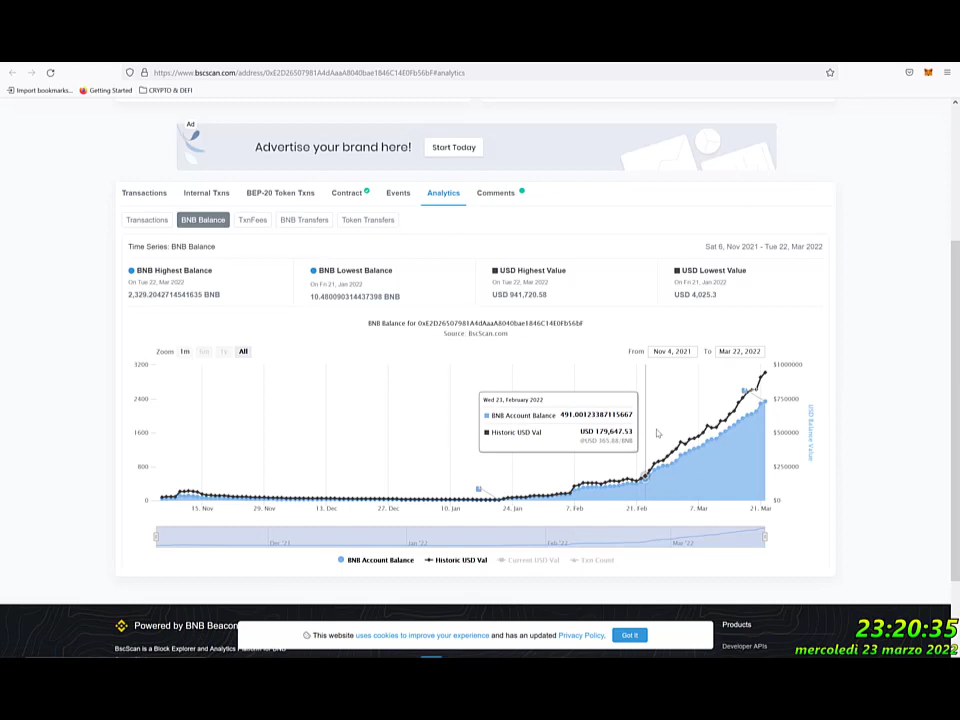 https://www.bscscan.com/address/0xE2D26507981A4dAaaA8040bae1846C14E0Fb56bF#analytics
Import bookmarks... Getting Started CRYPTO & DEFI
Ad
Advertise your brand here! Start Today
Transactions Internal Txns BEP-20 Token Txns Contract Events Analytics Comments
Transactions BNB Balance TxnFees BNB Transfers Token Transfers
Time Series: BNB Balance Sat 6, Nov 2021 - Tue 22, Mar 2022
BNB Highest Balance BNB Lowest Balance USD Highest Value USD Lowest Value
On Tue 22, Mar 2022 On Fri 21, Jan 2022 On Tue 22, Mar 2022 On Fri 21, Jan 2022
2,329.2042714541635 BNB 10.480090314437398 BNB USD 941,720.58 USD 4,025.3
BNB Balance for 0xE2D26507981A4dAaaA8040bae1846C14E0Fb56bF
Source: BscScan.com
Zoom 1m 6m 1y All From Nov 4, 2021 To Mar 22, 2022
3200 $1000000
2600 $750000
1600 $500000
800 $250000
0 $0
USD Balance Value
Wed 23, February 2022
BNB Account Balance 491.00123387115667
Historic USD Val USD 179,647.53
@USD 365.88/BNB
15. Nov 29. Nov 13. Dec 27. Dec 10. Jan 24. Jan 7. Feb 21. Feb 7. Mar 21. Mar
Dec '21 Jan '22 Feb '22 Mar '22
BNB Account Balance Historic USD Val Current USD Val Txn Count
Powered by BNB Beacon
This website uses cookies to improve your experience and has an updated Privacy Policy. Got it
Products
BscScan is a Block Explorer and Analytics Platform for BNB
Developer APIs
23:20:35
mercoledì 23 marzo 2022